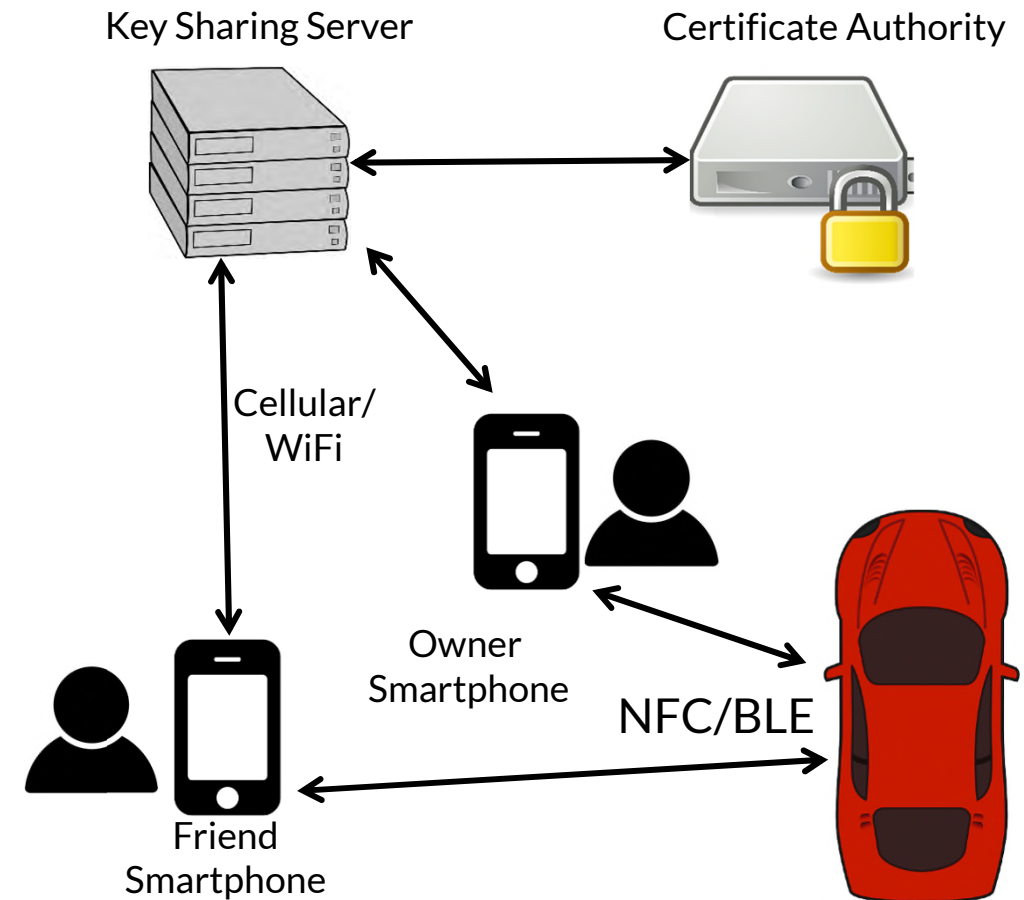 Key Sharing Server
Certificate Authority
Cellular/
WiFi
Owner
Smartphone
NFC/BLE
Friend
Smartphone